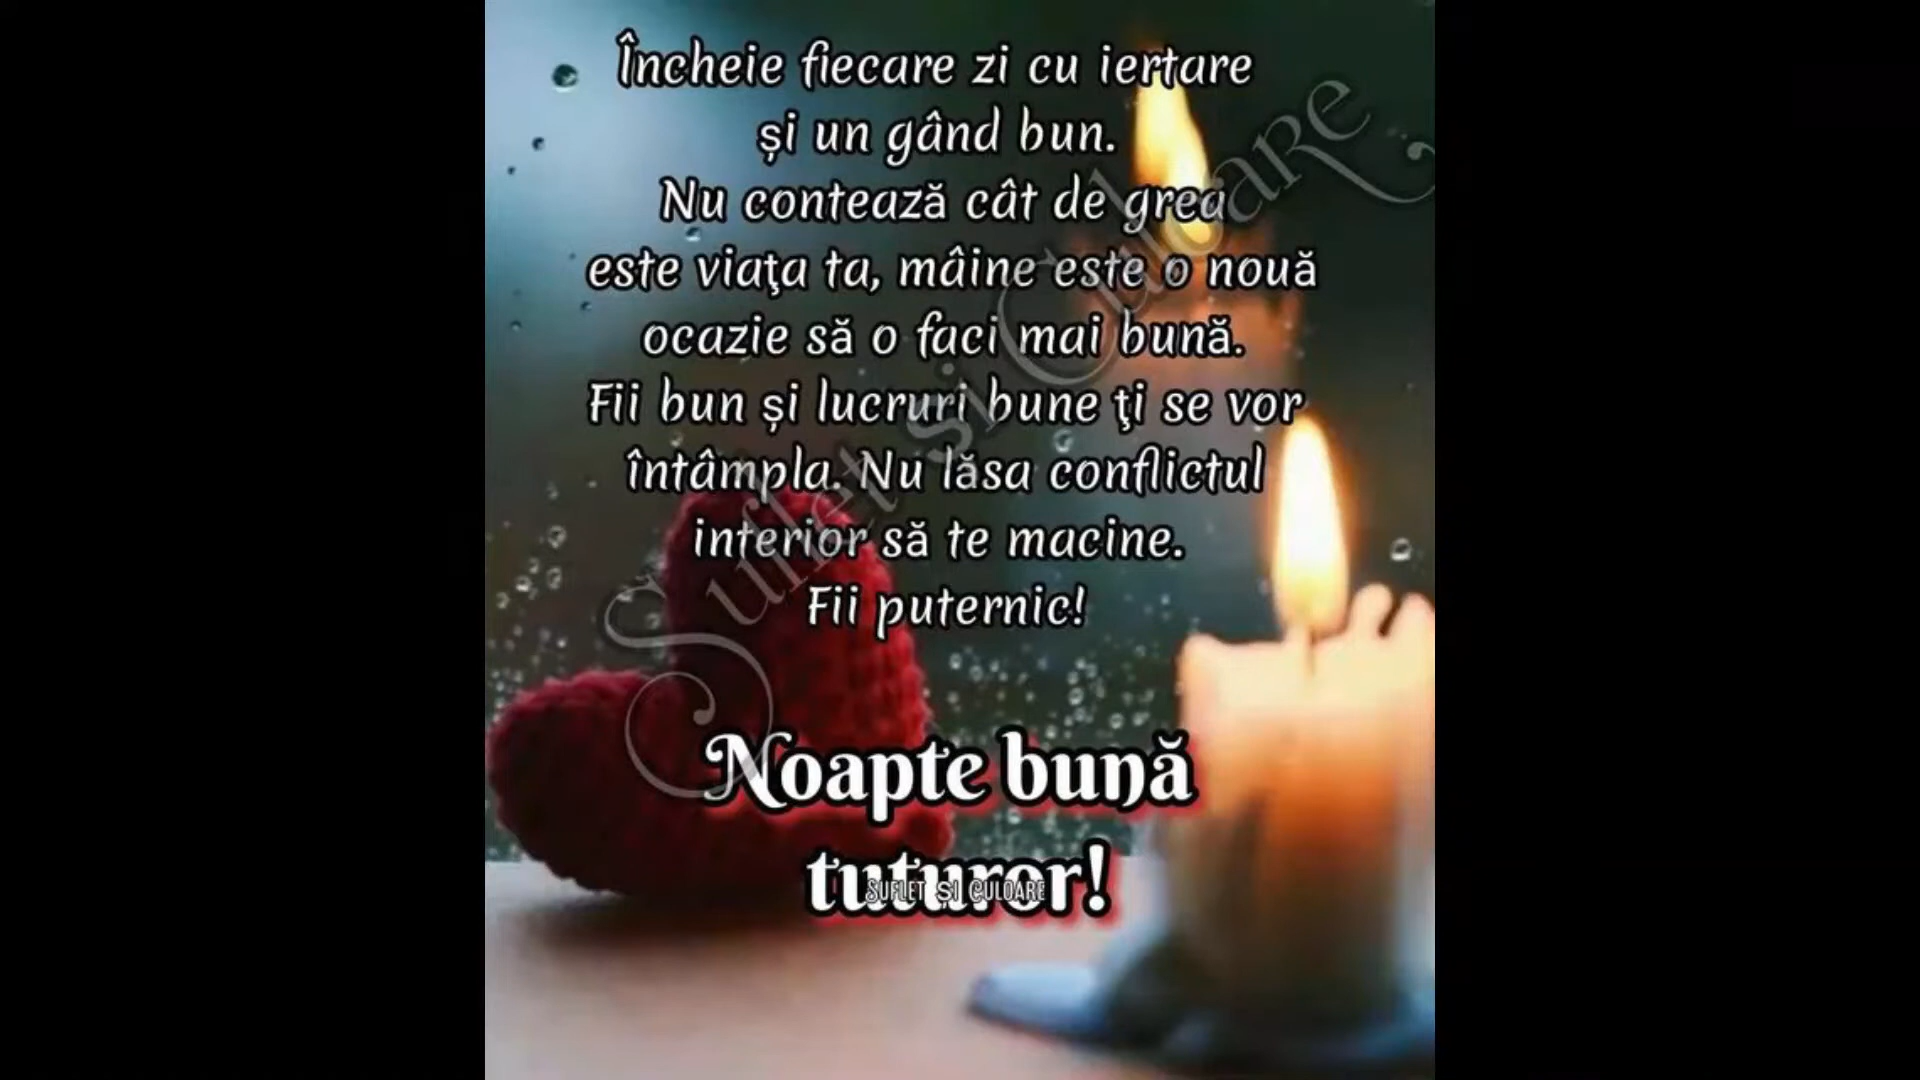 Încheie fiecare zi cu iertare
și un gând bun.
Nu contează cât de grea
este viaţa ta, mâine este o nouă
ocazie să o faci mai bună.
Fii bun și lucruri bune ţi se vor
întâmpla. Nu lăsa conflictul
interior să te macine.
Fii puternic!
Suflet și Culoare
Noapte bună
tuturor!
SUFLET ȘI CULOARE